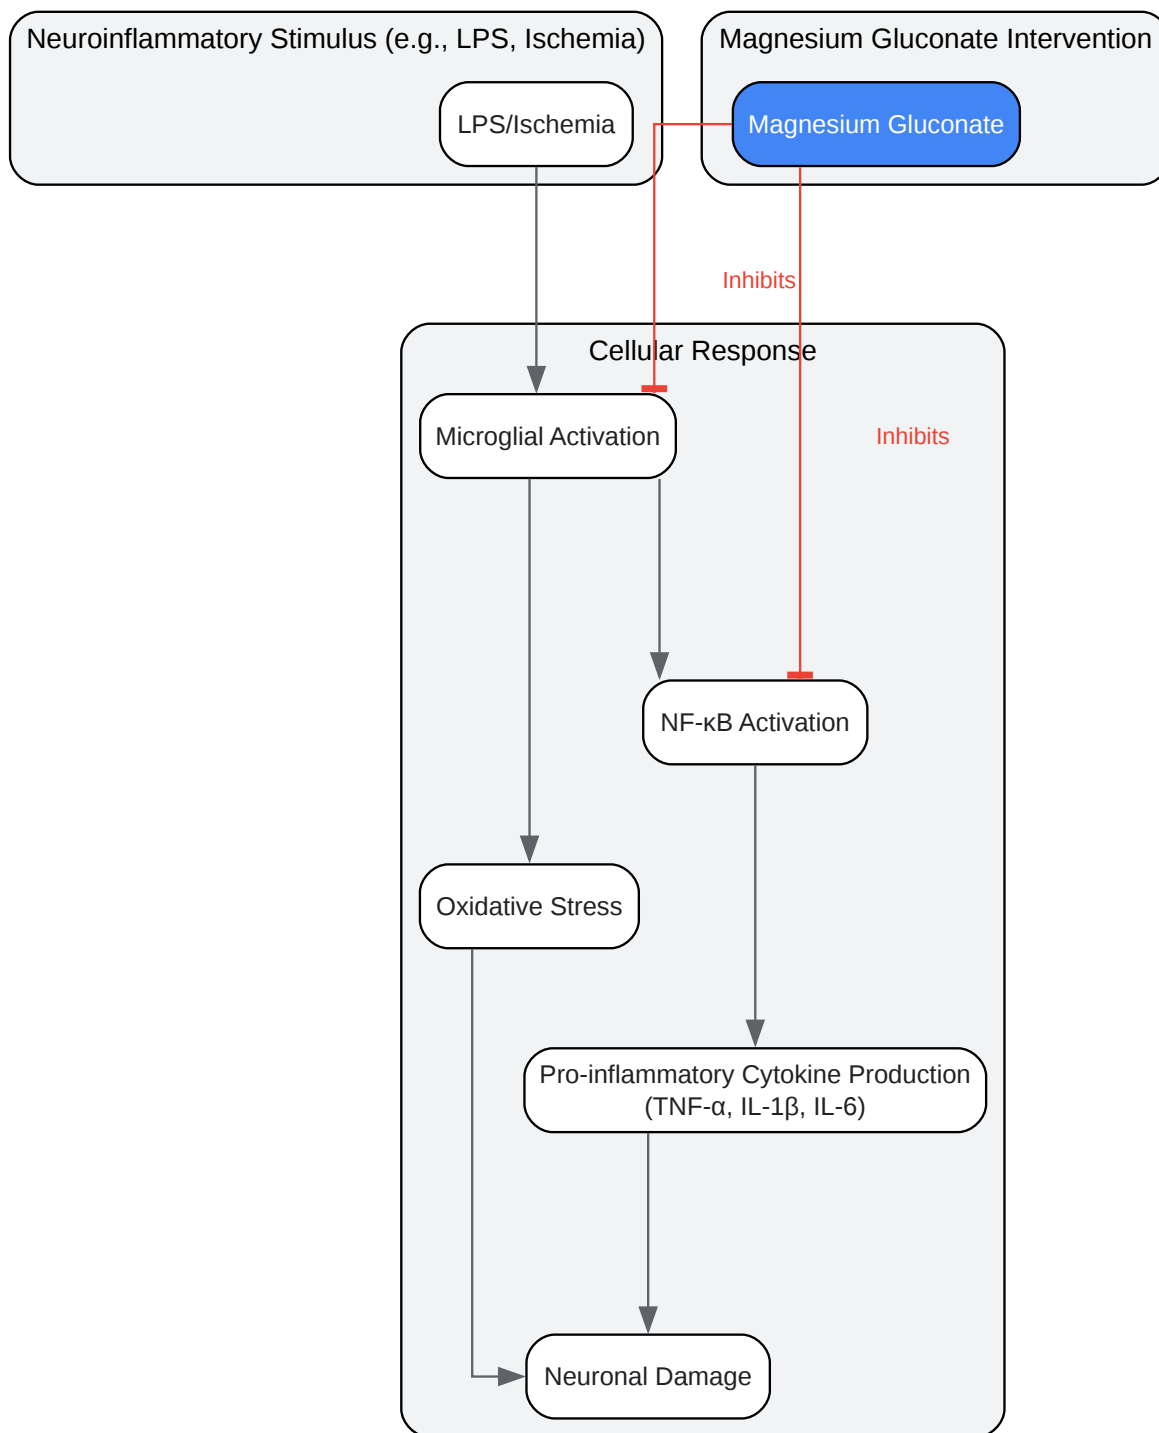 Neuroinflammatory Stimulus (e.g., LPS, Ischemia)
Magnesium Gluconate Intervention
LPS/Ischemia
Magnesium Gluconate
Inhibits
Cellular Response
Microglial Activation
Inhibits
NF-κB Activation
Oxidative Stress
Pro-inflammatory Cytokine Production
(TNF-α, IL-1β, IL-6)
Neuronal Damage